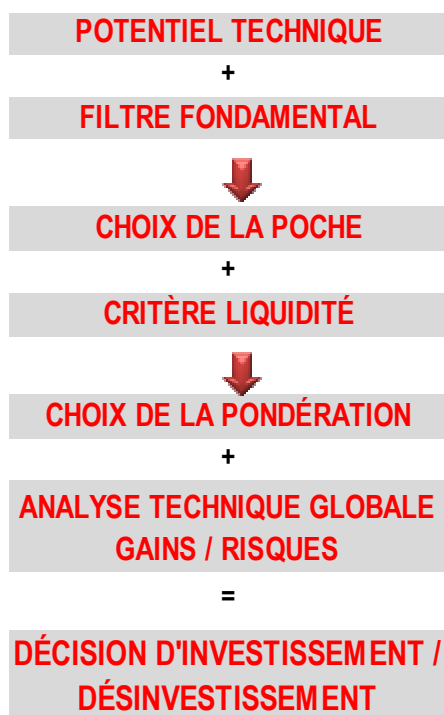 POTENTIEL TECHNIQUE
+
FILTRE FONDAMENTAL
CHOIX DE LA POCHE
+
CRITÈRE LIQUIDITÉ
CHOIX DE LA PONDÉRATION
+
ANALYSE TECHNIQUE GLOBALE
GAINS / RISQUES
=
DÉCISION D'INVESTISSEMENT /
DÉSINVESTISSEMENT